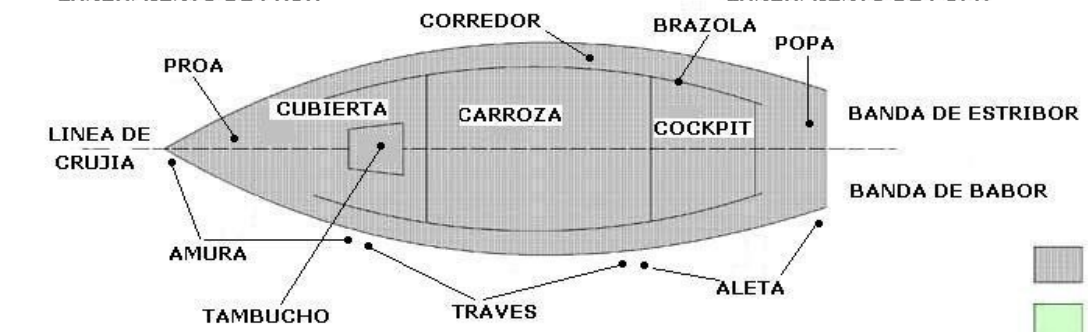 CORREDOR
BRAZOLA
POPA
PROA
CUBIERTA
CARROZA
COCKPIT
BANDA DE ESTRIBOR
LINEA DE
CRUJIA
BANDA DE BABOR
AMURA
TAMBUCHO
TRAVES
ALETA